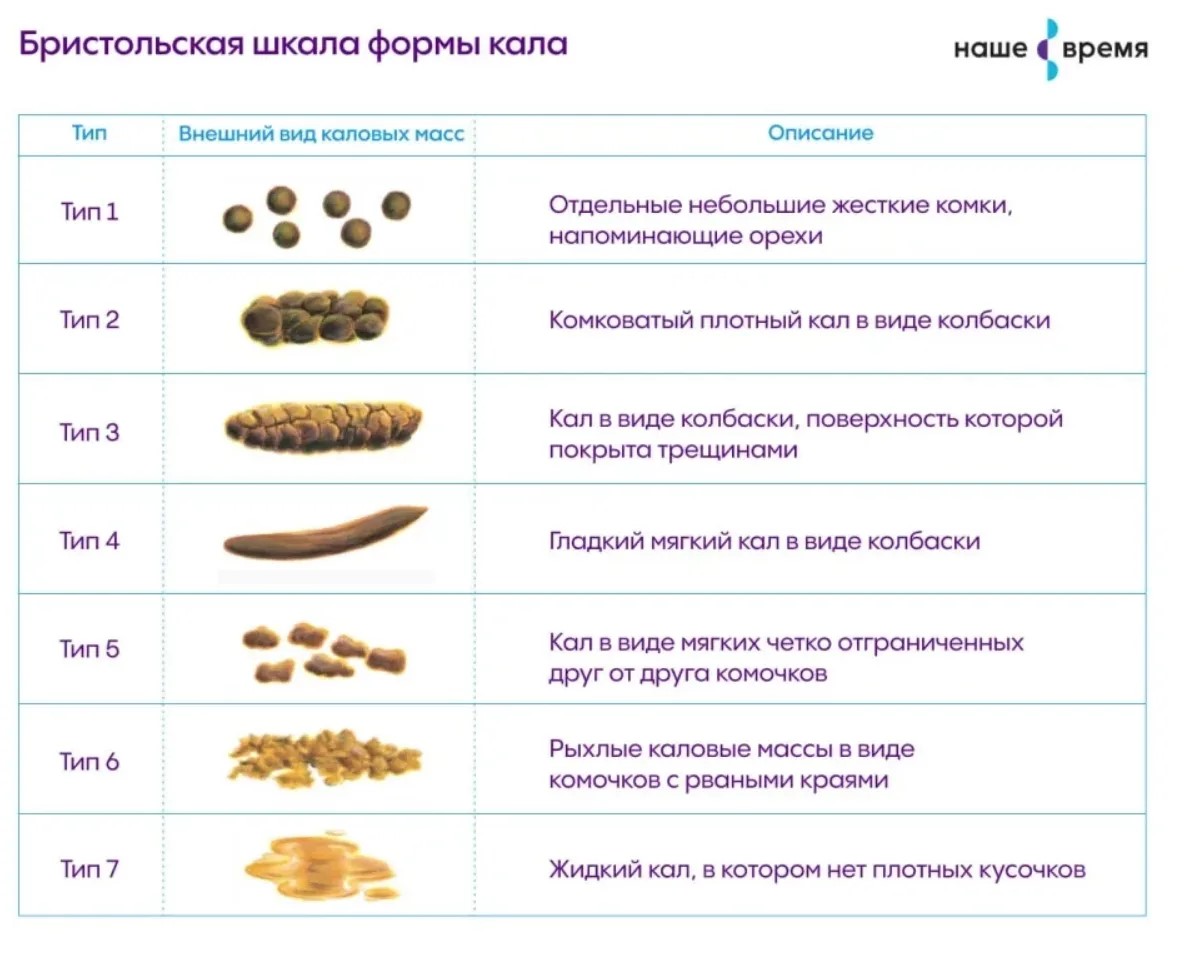 Бристольская шкала формы кала
наше время
Тип
Внешний вид каловых масс
Описание
Тип 1
Отдельные небольшие жесткие комки,
напоминающие орехи
Тип 2
Комковатый плотный кал в виде колбаски
Тип 3
Кал в виде колбаски, поверхность которой
покрыта трещинами
Тип 4
Гладкий мягкий кал в виде колбаски
Тип 5
Кал в виде мягких четко отграниченных
друг от друга комочков
Тип 6
Рыхлые каловые массы в виде
комочков с рваными краями
Тип 7
Жидкий кал, в котором нет плотных кусочков